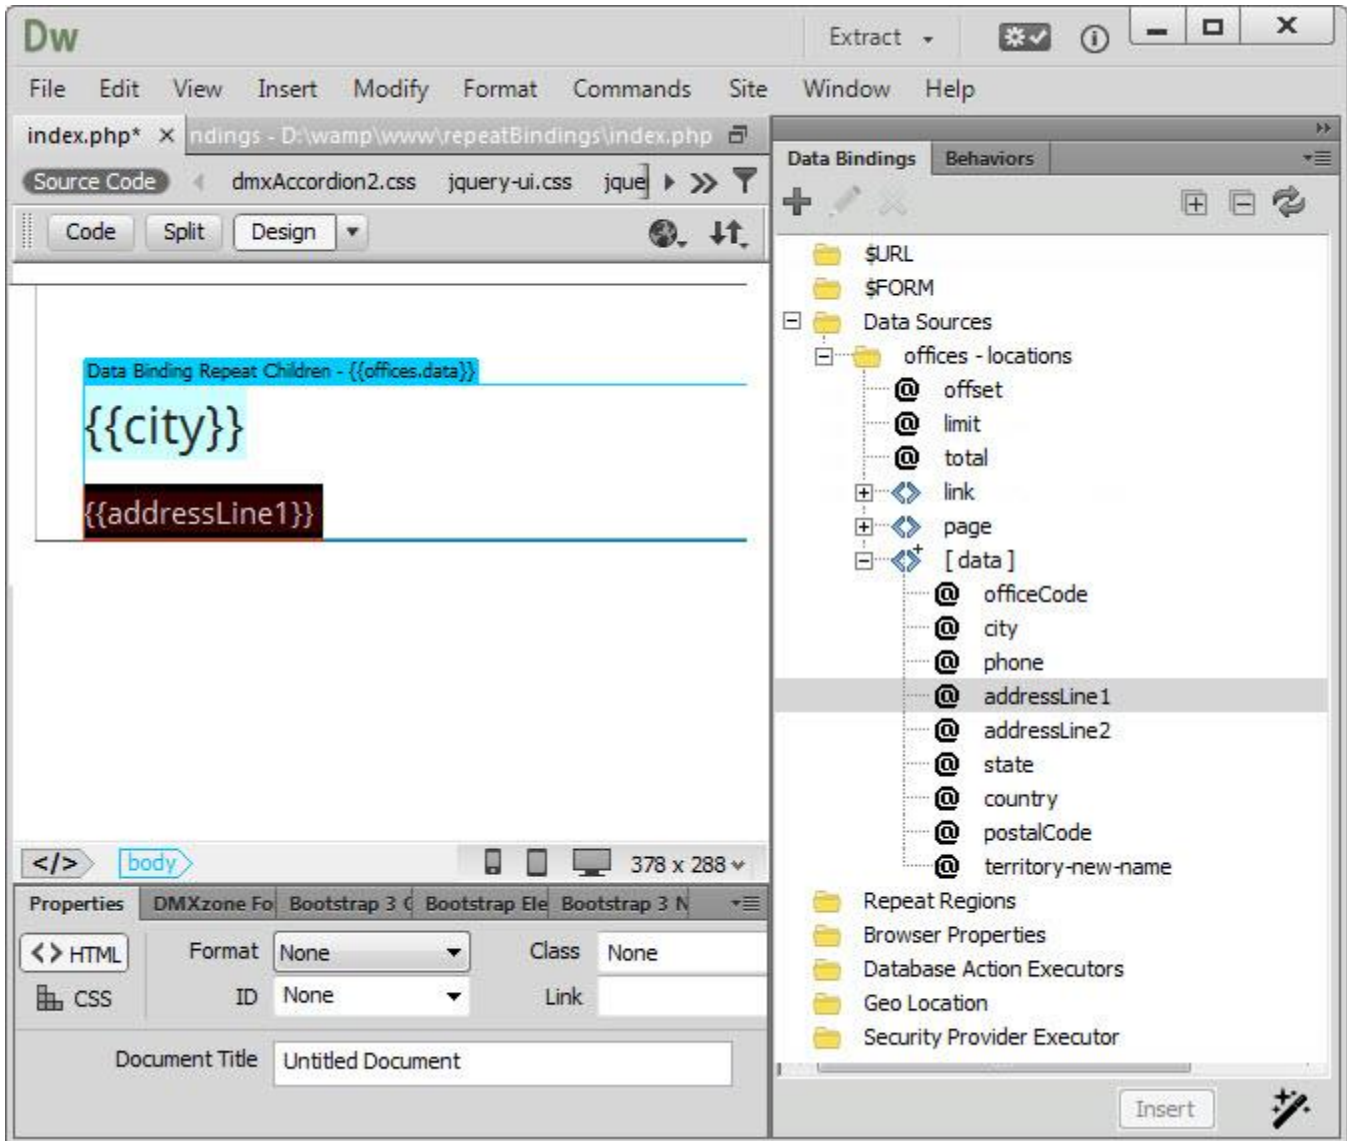 Dw
Extract
File Edit View Insert Modify Format Commands Site Window Help
index.php* × ndings - D:\wamp\www\repeatBindings\index.php
Source Code dmxAccordion2.css jquery-ui.css jque
Code Split Design
Data Binding Repeat Children - {{offices.data}}
{{city}}
{{addressLine1}}
</> body 378 x 288
Properties DMXzone Fo Bootstrap 3 Bootstrap Ele Bootstrap 3 N
<> HTML Format None Class None
CSS ID None Link
Document Title Untitled Document
Data Bindings Behaviors
$URL
$FORM
Data Sources
offices - locations
@ offset
@ limit
@ total
link
page
[ data ]
@ officeCode
@ city
@ phone
@ addressLine1
@ addressLine2
@ state
@ country
@ postalCode
@ territory-new-name
Repeat Regions
Browser Properties
Database Action Executors
Geo Location
Security Provider Executor
Insert